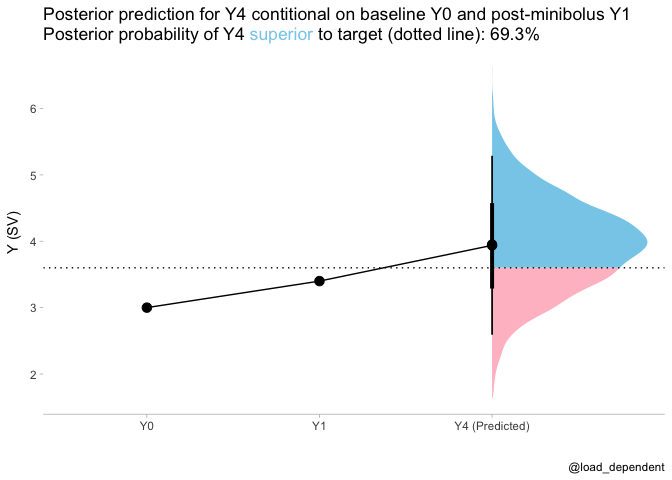 Posterior prediction for Y4 contitional on baseline Y0 and post-minibolus Y1
Posterior probability of Y4 superior to target (dotted line): 69.3%
6
5
4
3
2
Y (SV)
Y0
Y1
Y4 (Predicted)
@load_dependent